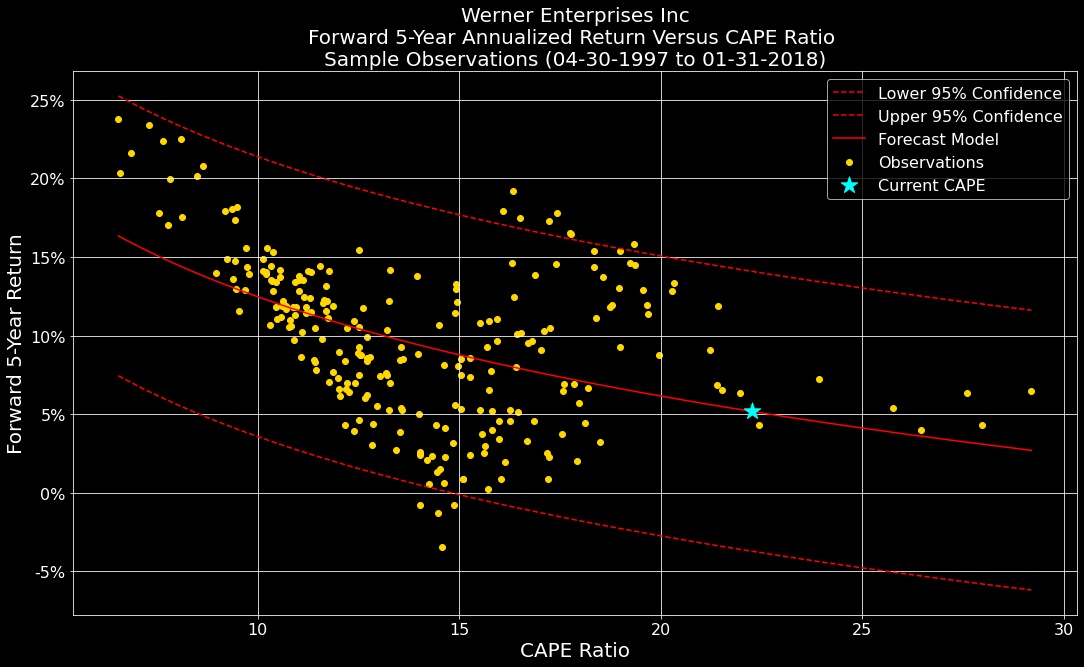 Werner Enterprises Inc
Forward 5-Year Annualized Return Versus CAPE Ratio
Sample Observations (04-30-1997 to 01-31-2018)
Lower 95% Confidence
Upper 95% Confidence
Forecast Model
Observations
Current CAPE
Forward 5-Year Return
25%
20%
15%
10%
5%
0%
-5%
10 15 20 25 30
CAPE Ratio